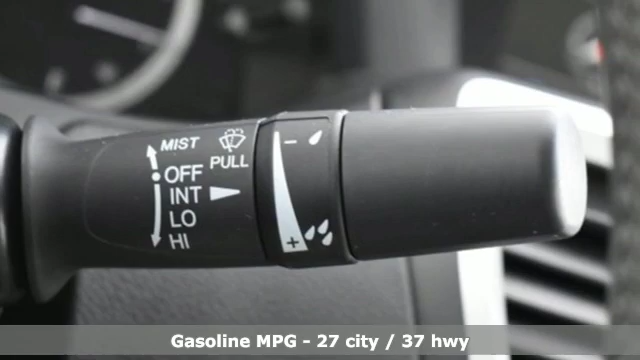 MIST
PULL
OFF
INT
LO
HI
−
+
Gasoline MPG - 27 city / 37 hwy